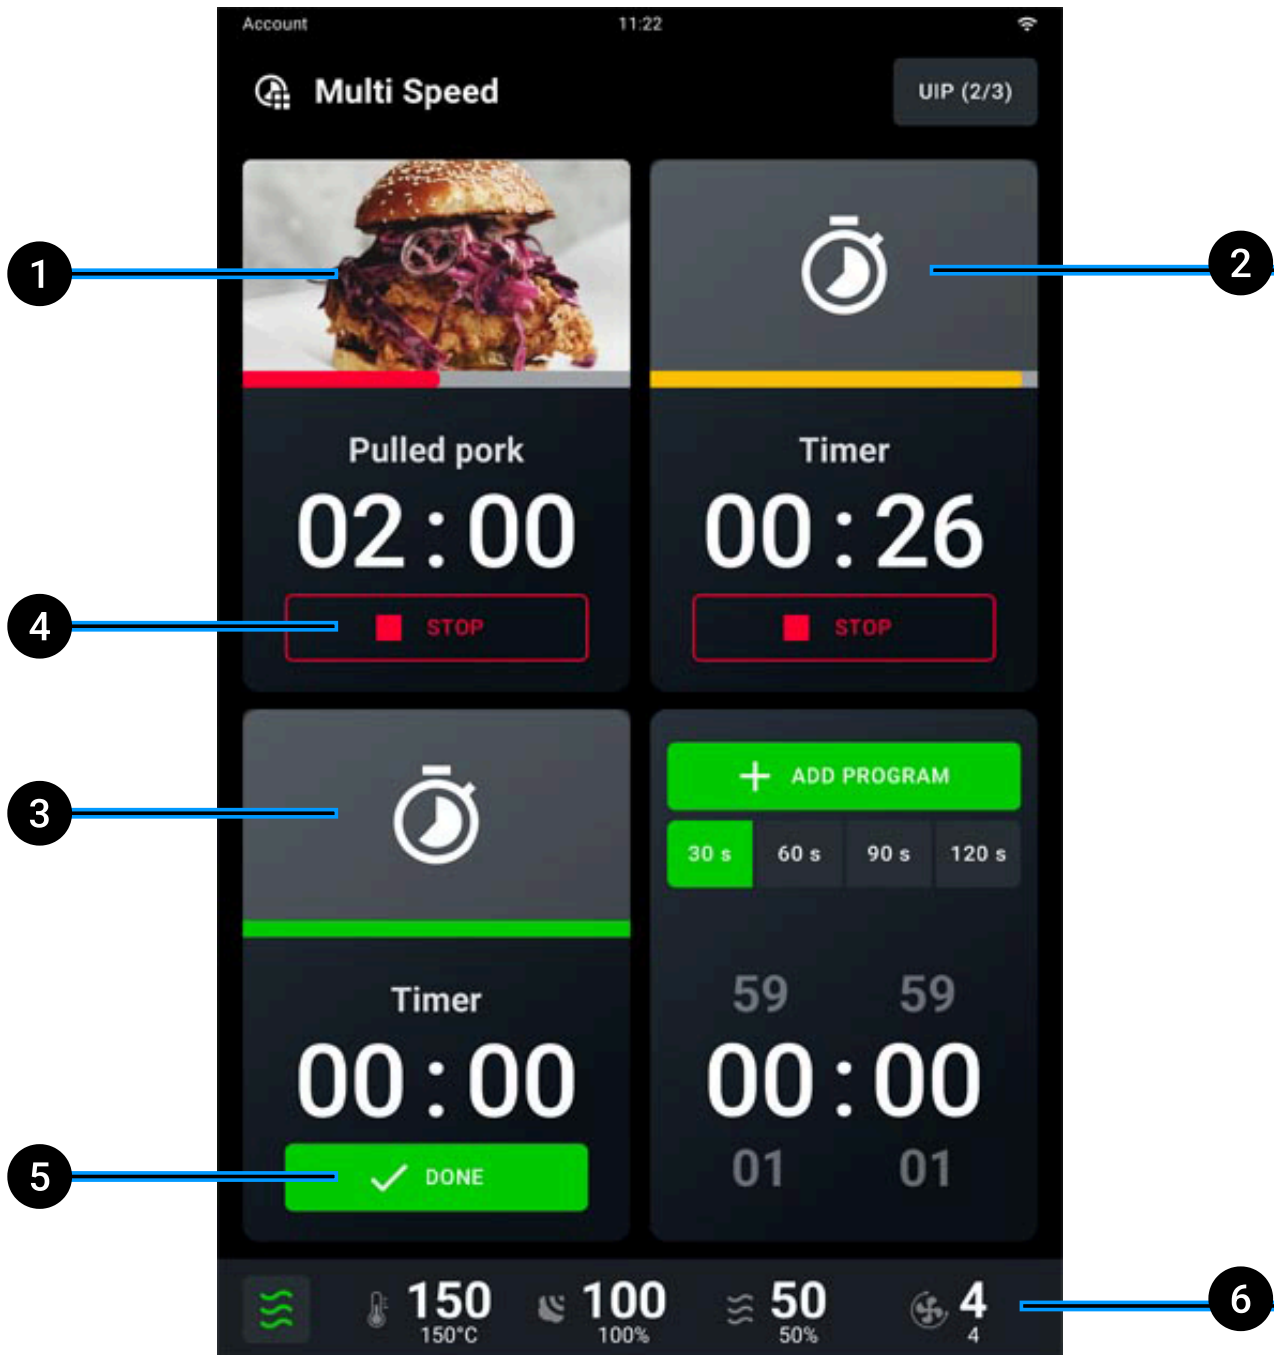 Account 11:22
Multi Speed UIP (2/3)
1
2
Pulled pork
02:00
STOP
4
Timer
00:26
STOP
3
Timer
00:00
DONE
5
ADD PROGRAM
30 s 60 s 90 s 120 s
59 59
00:00
01 01
150 100 50 4
150°C 100% 50% 4
6